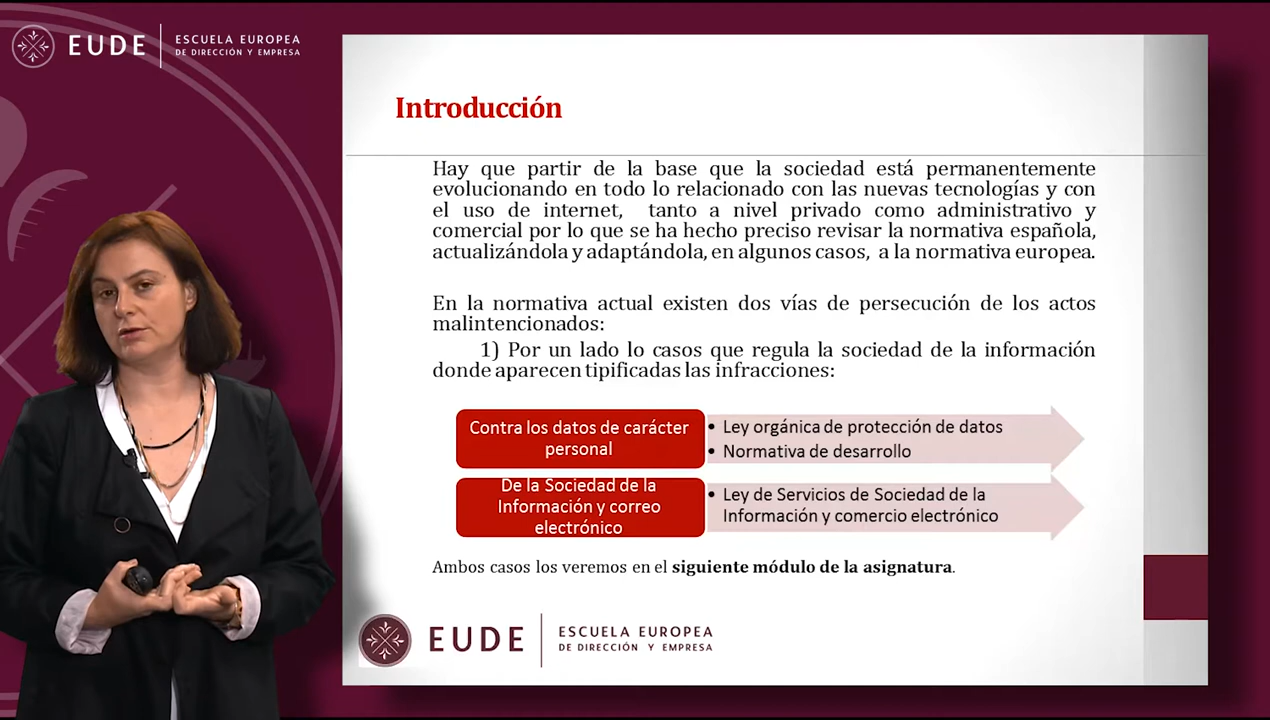 EUDE
ESCUELA EUROPEA
DE DIRECCIÓN Y EMPRESA
Introducción
Hay que partir de la base que la sociedad está permanentemente
evolucionando en todo lo relacionado con las nuevas tecnologías y con
el uso de internet, tanto a nivel privado como administrativo y
comercial por lo que se ha hecho preciso revisar la normativa española,
actualizándola y adaptándola, en algunos casos, a la normativa europea.
En la normativa actual existen dos vías de persecución de los actos
malintencionados:
1) Por un lado lo casos que regula la sociedad de la información
donde aparecen tipificadas las infracciones:
Contra los datos de carácter
personal
• Ley orgánica de protección de datos
• Normativa de desarrollo
De la Sociedad de la
Información y correo
electrónico
• Ley de Servicios de Sociedad de la
Información y comercio electrónico
Ambos casos los veremos en el siguiente módulo de la asignatura.
EUDE
ESCUELA EUROPEA
DE DIRECCIÓN Y EMPRESA